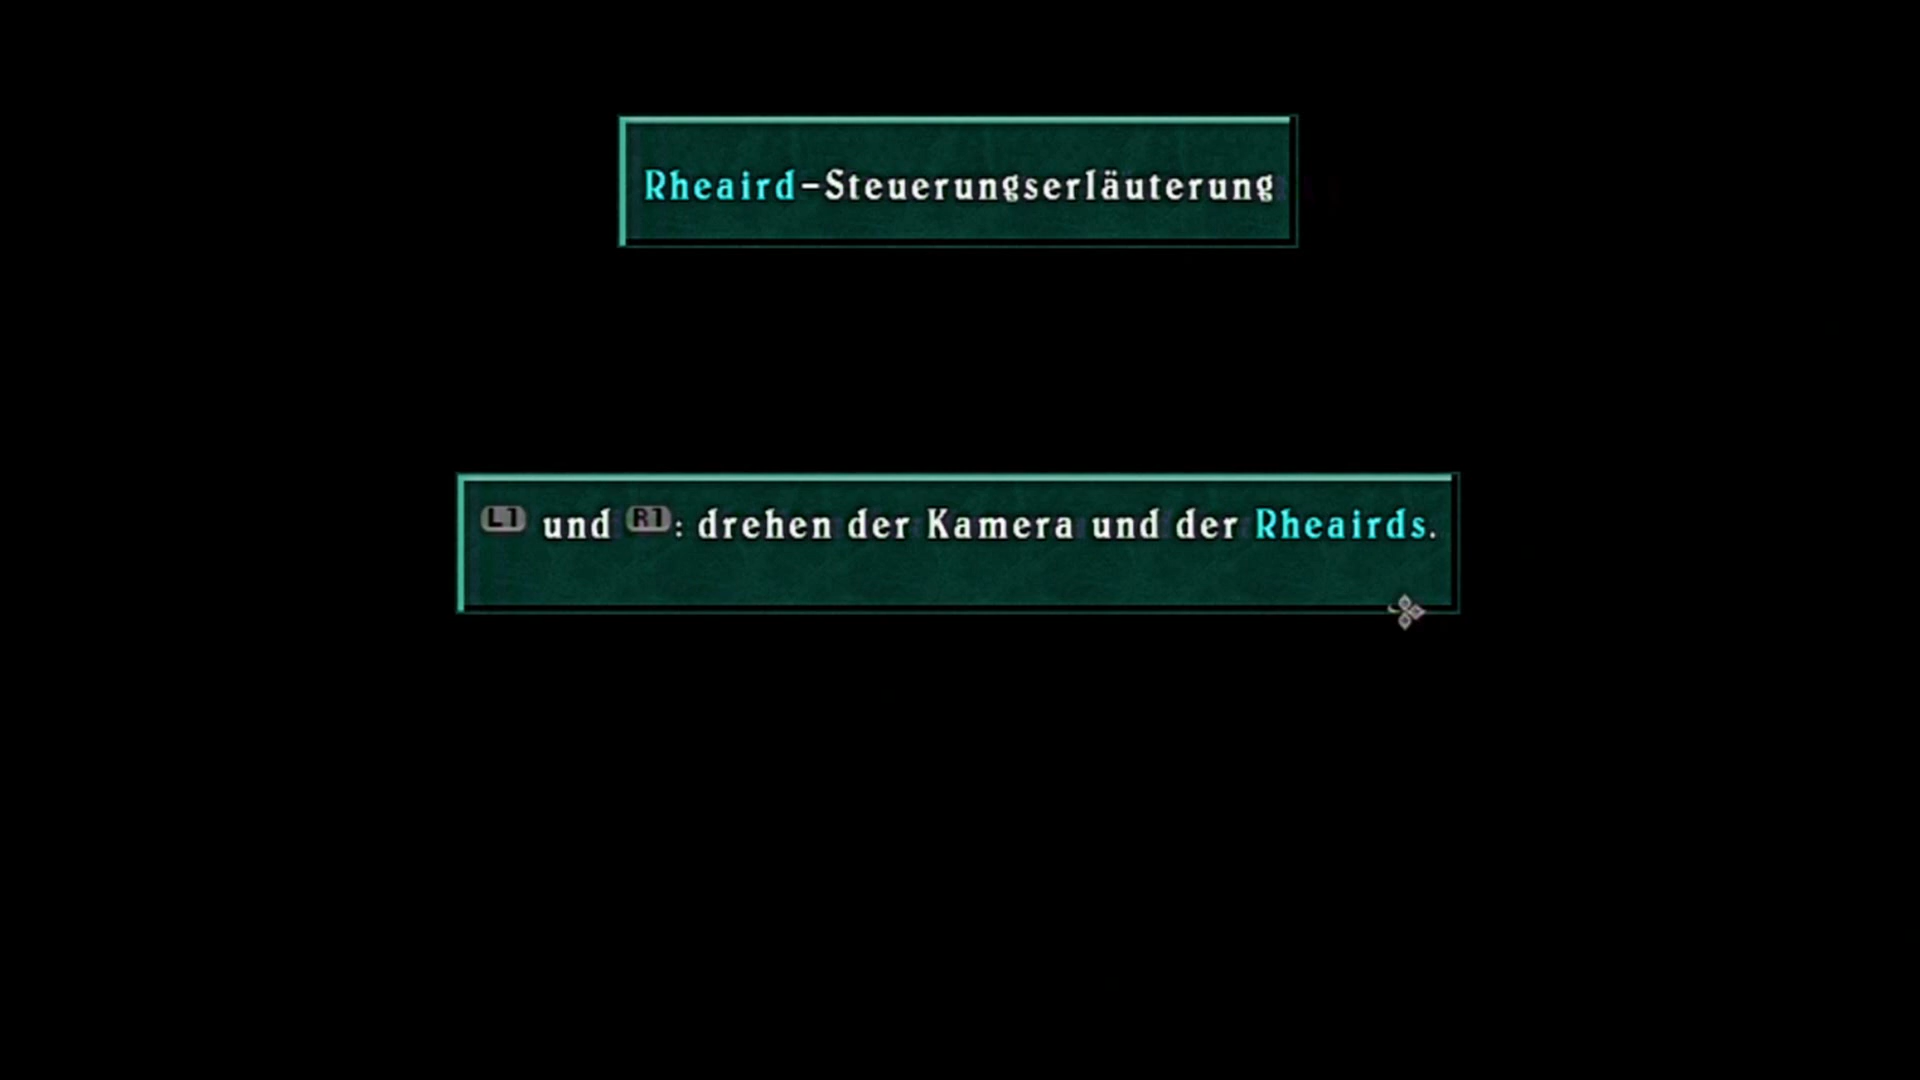 Rheaird-Steuerungserläuterung
L1 und R1: drehen der Kamera und der Rheairds.